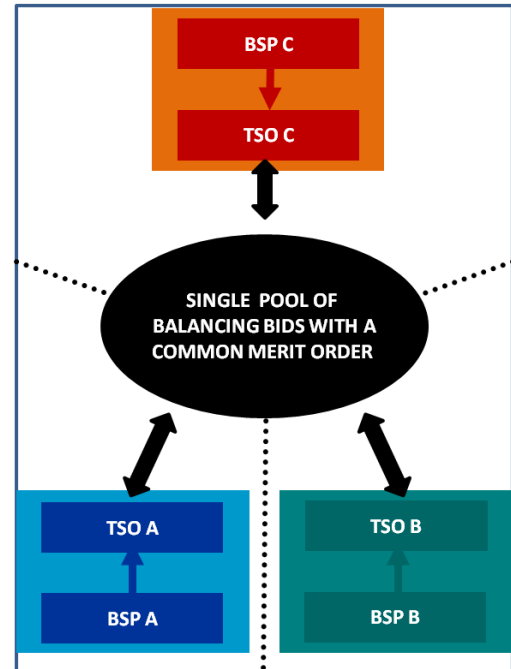 BSP C
TSO C
SINGLE POOL OF
BALANCING BIDS WITH A
COMMON MERIT ORDER
TSO A
BSP A
TSO B
BSP B